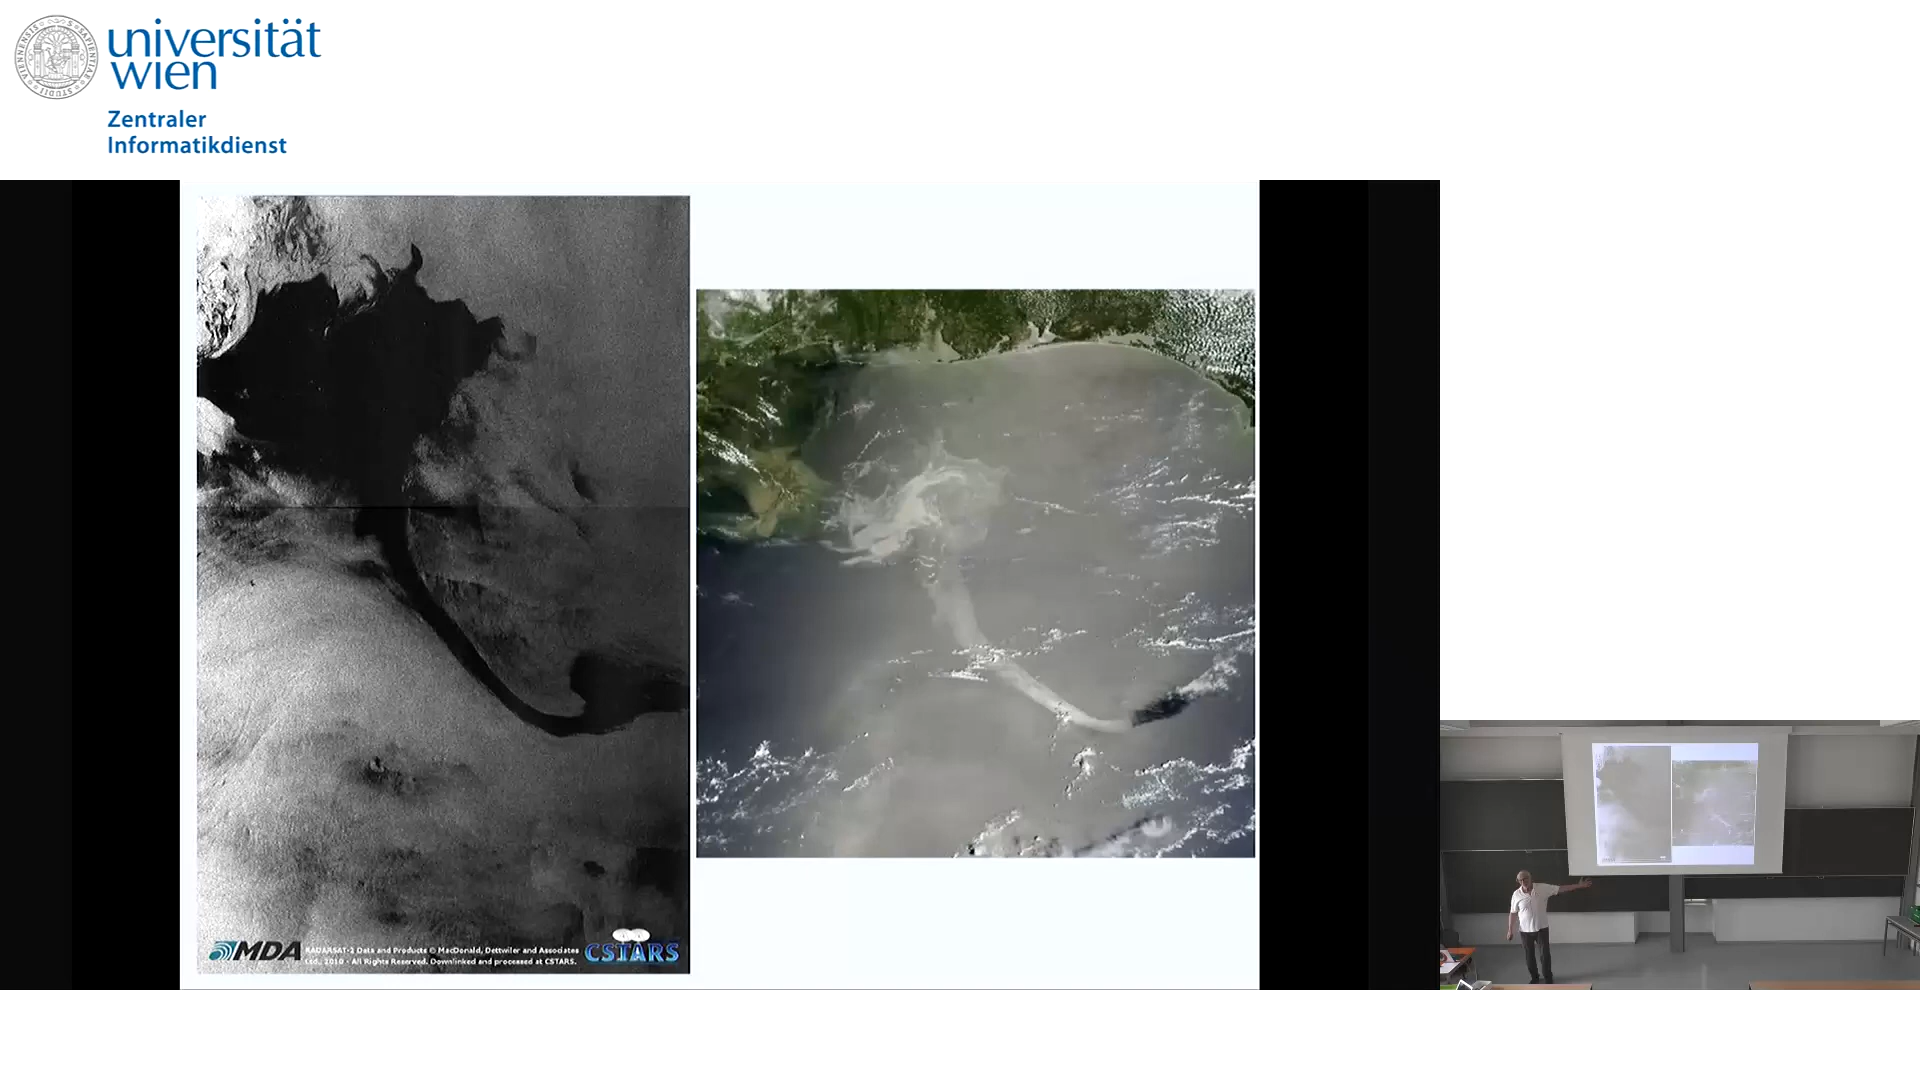 universität
wien
Zentraler
Informatikdienst
MDA
RADARSAT-2 Data and Products © MacDonald, Dettwiler and Associates
Ltd., 2010 - All Rights Reserved. Downlinked and processed at CSTARS.
CSTARS